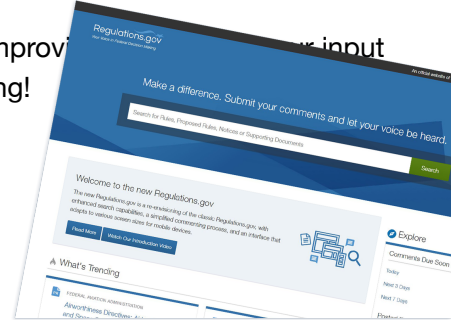 input
ng!
Regulations.gov
Your Voice in Federal Decision Making
An official website of
Make a difference. Submit your comments and let your voice be heard.
Search for Rules, Proposed Rules, Notices or Supporting Documents
Search
Welcome to the new Regulations.gov
The new Regulations.gov is a re-envisioning of the classic Regulations.gov, with
enhanced search capabilities, a simplified commenting process, and an interface that
adapts to various screen sizes for mobile devices.
Read More
Watch Our Introduction Video
Explore
Comments Due Soon
Today
Next 3 Days
Next 7 Days
What's Trending
FEDERAL AVIATION ADMINISTRATION
Airworthiness Directives: